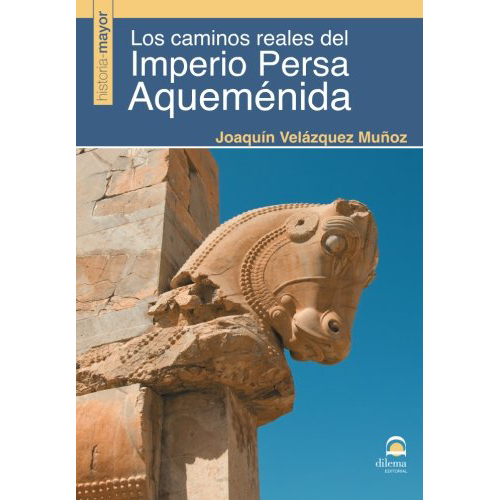 historia-mayor
Los caminos reales del
Imperio Persa
Aqueménida
Joaquín Velázquez Muñoz
dilema
EDITORIAL